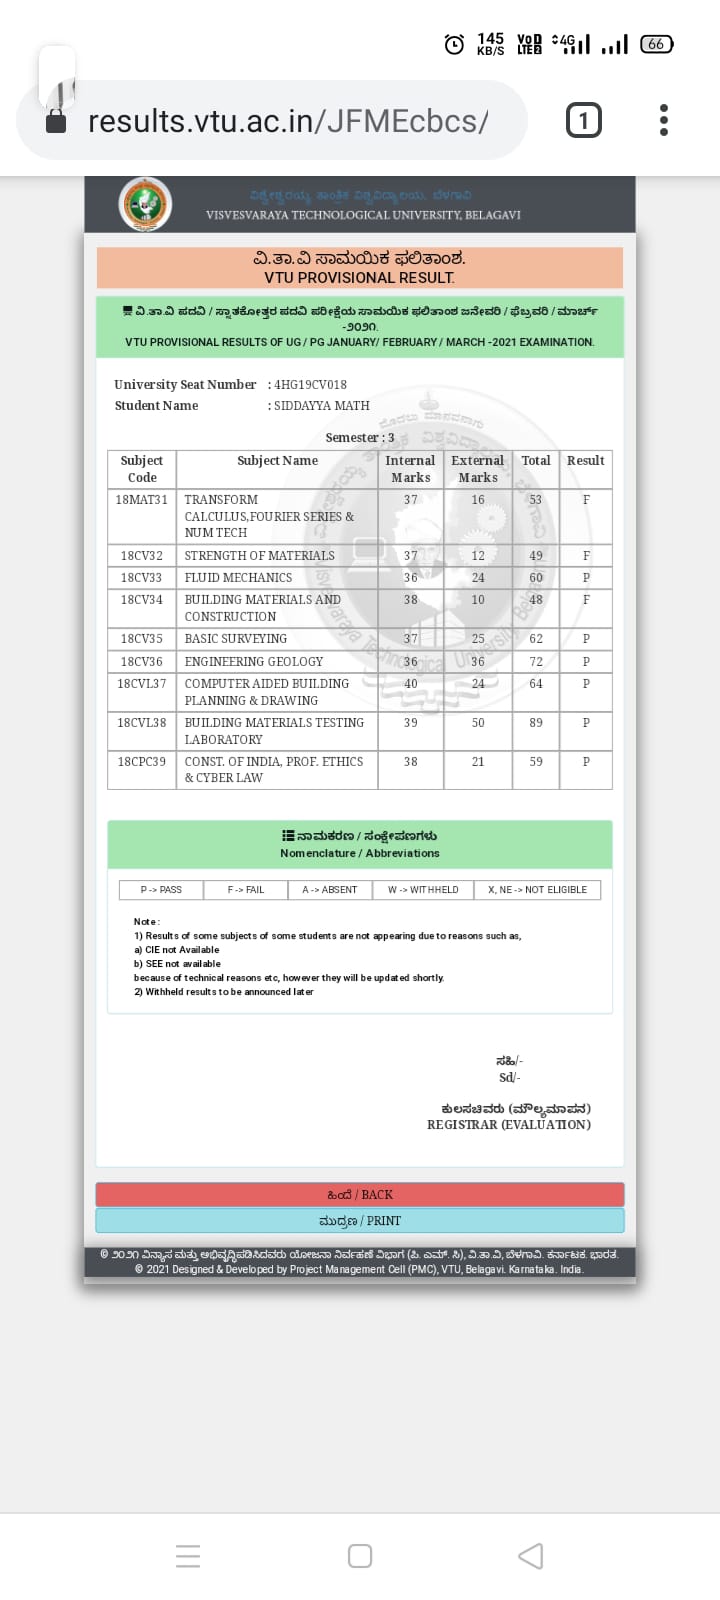 145
KB/S
VoD
LTE2
4G
66
results.vtu.ac.in/JFMEcbcs/
1
ವಿಶ್ವೇಶ್ವರಯ್ಯ ತಾಂತ್ರಿಕ ವಿಶ್ವವಿದ್ಯಾಲಯ, ಬೆಳಗಾವಿ
VISVESVARAYA TECHNOLOGICAL UNIVERSITY, BELAGAVI
ವಿ.ತಾ.ವಿ ಸಾಮಯಿಕ ಫಲಿತಾಂಶ.
VTU PROVISIONAL RESULT.
ವಿ.ತಾ.ವಿ ಪದವಿ / ಸ್ನಾತಕೋತ್ತರ ಪದವಿ ಪರೀಕ್ಷೆಯ ಸಾಮಯಿಕ ಫಲಿತಾಂಶ ಜನೇವರಿ / ಫೆಬ್ರವರಿ / ಮಾರ್ಚ್
-೨೦೨೧.
VTU PROVISIONAL RESULTS OF UG / PG JANUARY/ FEBRUARY / MARCH -2021 EXAMINATION.
University Seat Number : 4HG19CV018
Student Name : SIDDAYYA MATH
Semester : 3
Subject Code Subject Name Internal Marks External Marks Total Result
18MAT31 TRANSFORM CALCULUS,FOURIER SERIES & NUM TECH 37 16 53 F
18CV32 STRENGTH OF MATERIALS 37 12 49 F
18CV33 FLUID MECHANICS 36 24 60 P
18CV34 BUILDING MATERIALS AND CONSTRUCTION 38 10 48 F
18CV35 BASIC SURVEYING 37 25 62 P
18CV36 ENGINEERING GEOLOGY 36 36 72 P
18CVL37 COMPUTER AIDED BUILDING PLANNING & DRAWING 40 24 64 P
18CVL38 BUILDING MATERIALS TESTING LABORATORY 39 50 89 P
18CPC39 CONST. OF INDIA, PROF. ETHICS & CYBER LAW 38 21 59 P
ನಾಮಕರಣ / ಸಂಕ್ಷೇಪಣಗಳು
Nomenclature / Abbreviations
P -> PASS F -> FAIL A -> ABSENT W -> WITHHELD X, NE -> NOT ELIGIBLE
Note :
1) Results of some subjects of some students are not appearing due to reasons such as,
a) CIE not Available
b) SEE not available
because of technical reasons etc, however they will be updated shortly.
2) Withheld results to be announced later
ಸಹಿ/-
Sd/-
ಕುಲಸಚಿವರು (ಮೌಲ್ಯಮಾಪನ)
REGISTRAR (EVALUATION)
ಹಿಂದೆ / BACK
ಮುದ್ರಣ / PRINT
© ೨೦೨೧ ವಿನ್ಯಾಸ ಮತ್ತು ಅಭಿವೃದ್ಧಿಪಡಿಸಿದವರು ಯೋಜನಾ ನಿರ್ವಹಣೆ ವಿಭಾಗ (ಪಿ. ಎಮ್. ಸಿ), ವಿ.ತಾ.ವಿ, ಬೆಳಗಾವಿ. ಕರ್ನಾಟಕ. ಭಾರತ.
© 2021 Designed & Developed by Project Management Cell (PMC), VTU, Belagavi. Karnataka. India.